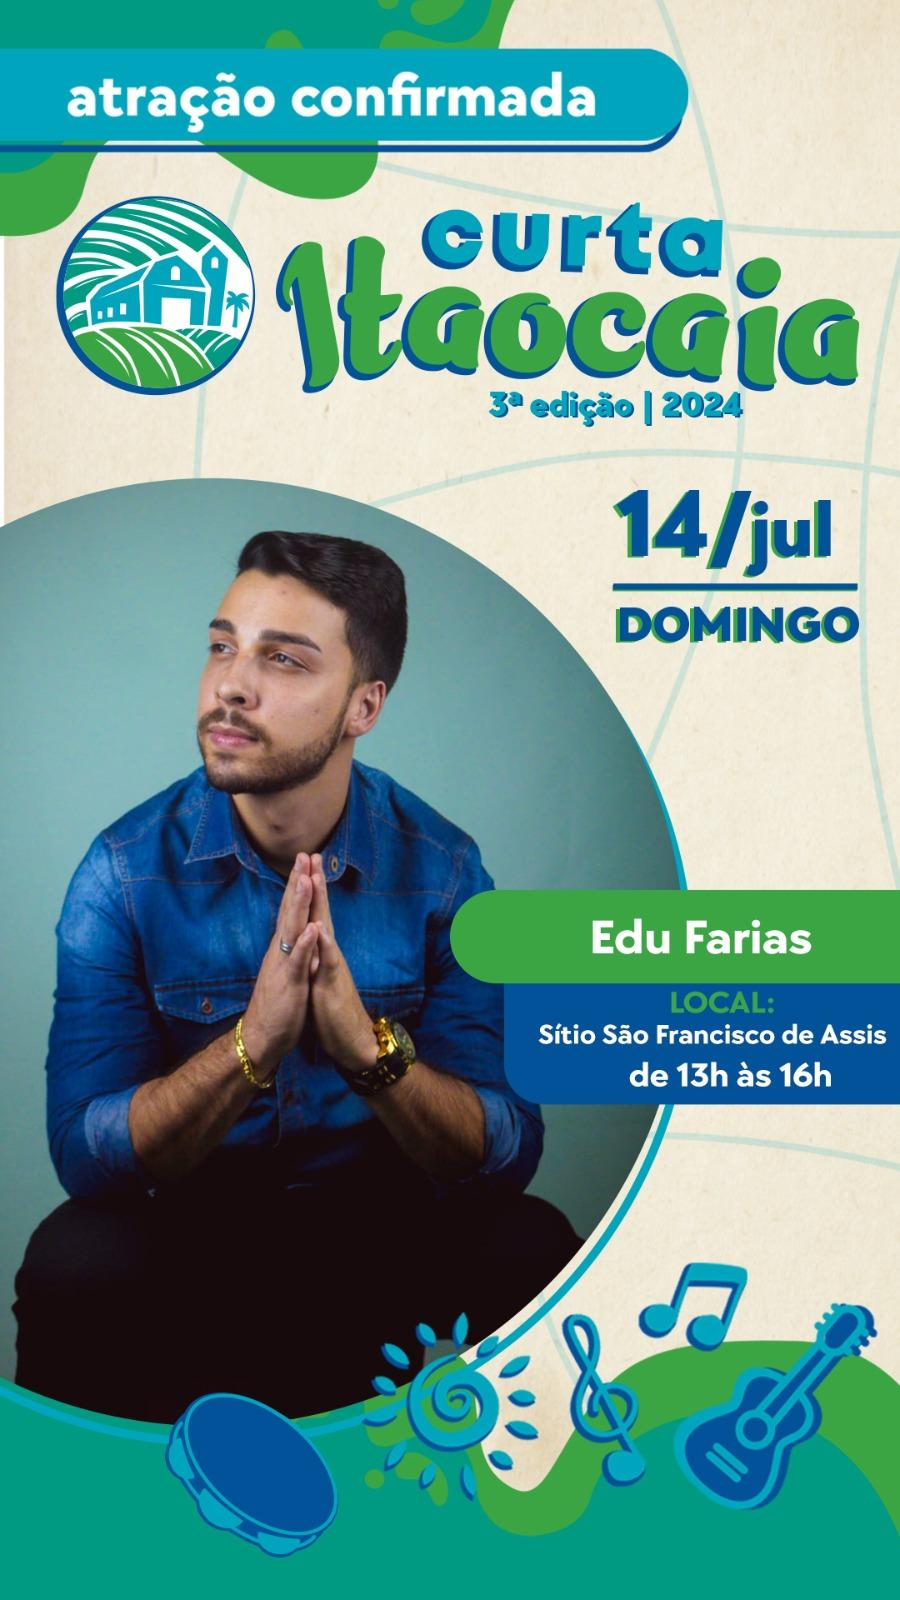 atração confirmada
curta
Itaocaia
3ª edição | 2024
14/jul
DOMINGO
Edu Farias
LOCAL:
Sítio São Francisco de Assis
de 13h às 16h